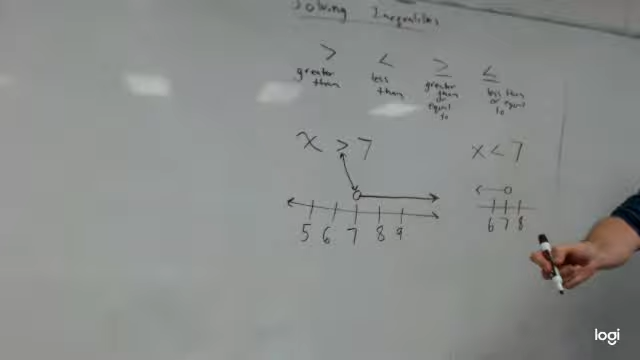 Solving Inequalities
> < ≥ ≤
greater than
less than
greater than or equal to
less than or equal to
x > 7
x < 7
5 6 7 8 9
6 7 8
logi